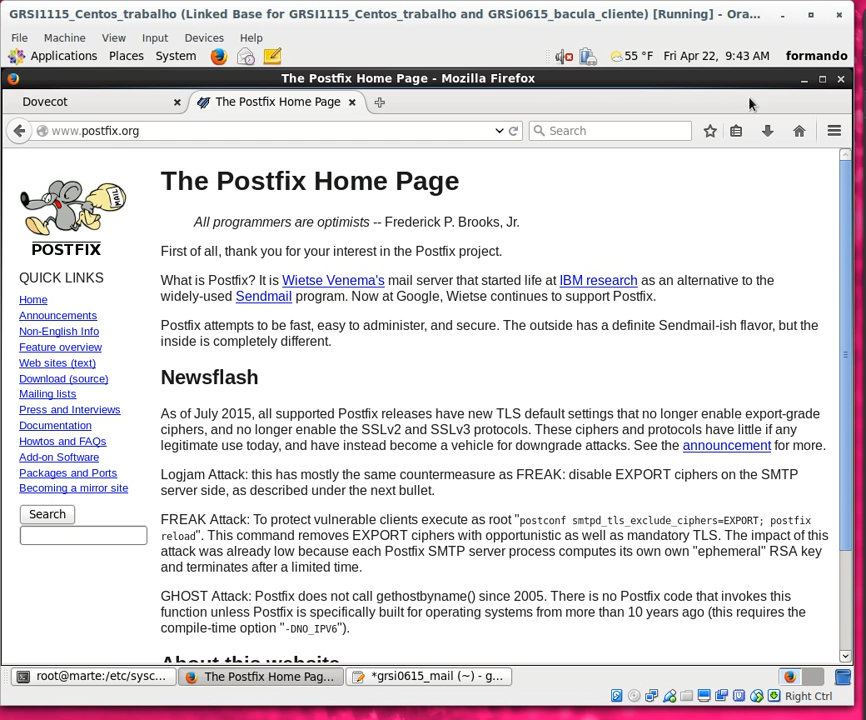 GRSI1115_Centos_trabalho (Linked Base for GRSI1115_Centos_trabalho and GRSi0615_bacula_cliente) [Running] - Ora...
File Machine View Input Devices Help
Applications Places System 55 °F Fri Apr 22, 9:43 AM formando
The Postfix Home Page - Mozilla Firefox
Dovecot The Postfix Home Page
www.postfix.org Search
MAIL
POSTFIX
QUICK LINKS
Home
Announcements
Non-English Info
Feature overview
Web sites (text)
Download (source)
Mailing lists
Press and Interviews
Documentation
Howtos and FAQs
Add-on Software
Packages and Ports
Becoming a mirror site
Search
The Postfix Home Page
All programmers are optimists -- Frederick P. Brooks, Jr.
First of all, thank you for your interest in the Postfix project.
What is Postfix? It is Wietse Venema's mail server that started life at IBM research as an alternative to the
widely-used Sendmail program. Now at Google, Wietse continues to support Postfix.
Postfix attempts to be fast, easy to administer, and secure. The outside has a definite Sendmail-ish flavor, but the
inside is completely different.
Newsflash
As of July 2015, all supported Postfix releases have new TLS default settings that no longer enable export-grade
ciphers, and no longer enable the SSLv2 and SSLv3 protocols. These ciphers and protocols have little if any
legitimate use today, and have instead become a vehicle for downgrade attacks. See the announcement for more.
Logjam Attack: this has mostly the same countermeasure as FREAK: disable EXPORT ciphers on the SMTP
server side, as described under the next bullet.
FREAK Attack: To protect vulnerable clients execute as root "postconf smtpd_tls_exclude_ciphers=EXPORT; postfix
reload". This command removes EXPORT ciphers with opportunistic as well as mandatory TLS. The impact of this
attack was already low because each Postfix SMTP server process computes its own own "ephemeral" RSA key
and terminates after a limited time.
GHOST Attack: Postfix does not call gethostbyname() since 2005. There is no Postfix code that invokes this
function unless Postfix is specifically built for operating systems from more than 10 years ago (this requires the
compile-time option "-DNO_IPV6").
About this website
root@marte:/etc/sysc... The Postfix Home Pag... *grsi0615_mail (~) - g...
Right Ctrl